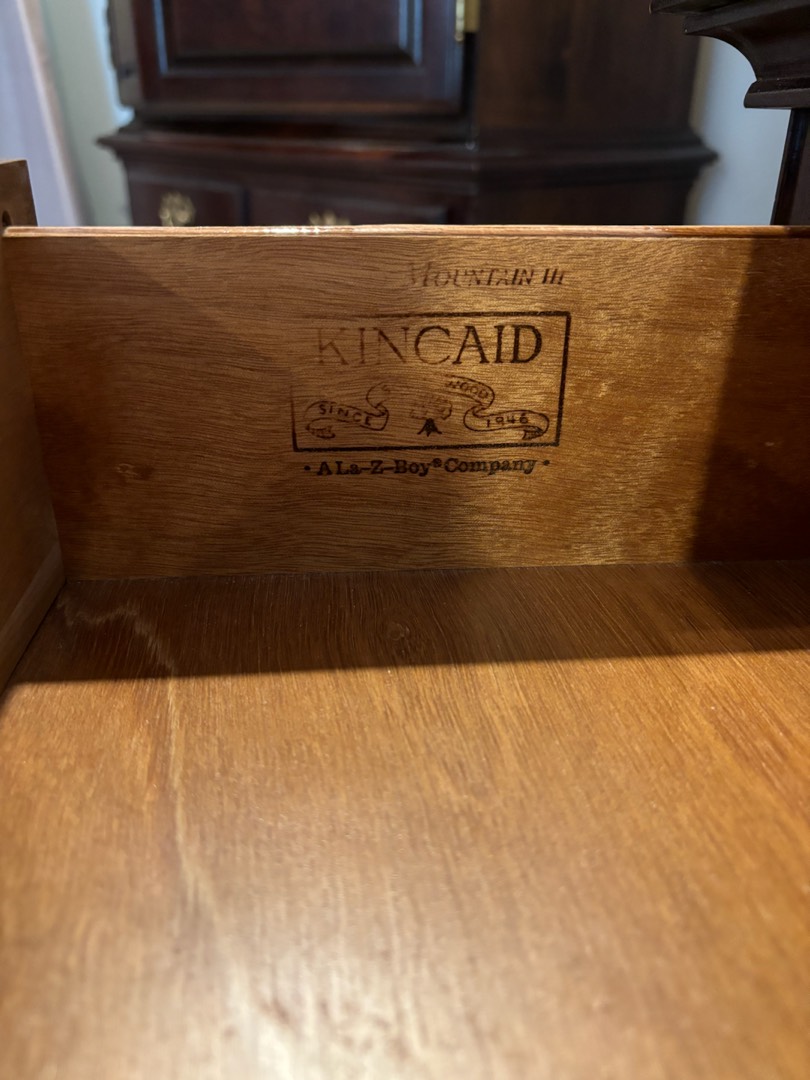 MOUNTAIN III
KINCAID
WOOD
SINCE 1946
• A La-Z-Boy® Company •